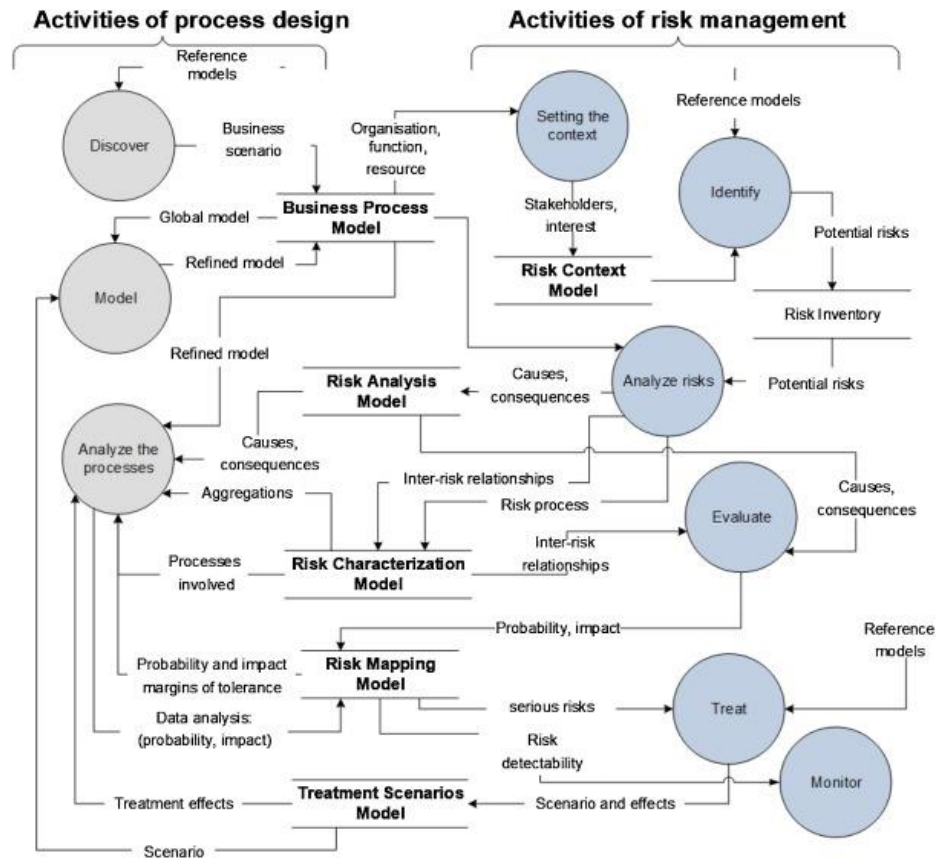 Activities of process design
Activities of risk management
Reference
models
Reference models
Setting the
context
Discover
Business
scenario
Organisation,
function,
resource
Identify
Stakeholders,
interest
Business Process
Model
Global model
Potential risks
Refined model
Risk Context
Model
Model
Risk Inventory
Refined model
Risk Analysis
Model
Causes,
consequences
Analyze risks
Potential risks
Analyze the
processes
Causes,
consequences
Inter-risk relationships
Causes,
consequences
Aggregations
Risk process
Evaluate
Inter-risk
relationships
Processes
involved
Risk Characterization
Model
Probability, impact
Reference
models
Probability and impact
margins of tolerance
Risk Mapping
Model
serious risks
Treat
Data analysis:
(probability, impact)
Risk
detectability
Monitor
Treatment effects
Treatment Scenarios
Model
Scenario and effects
Scenario